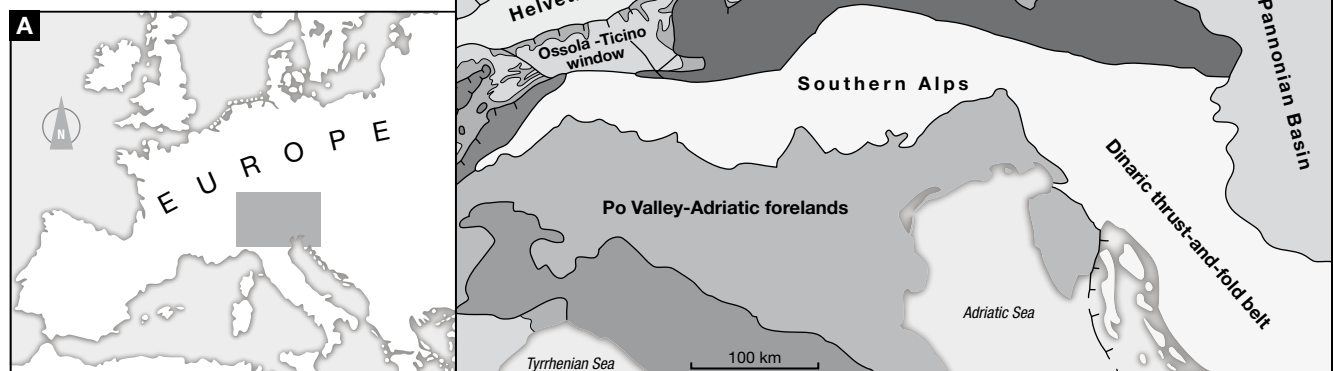 A
N
EUROPE
Ossola -Ticino
window
Southern Alps
Pannonian Basin
Po Valley-Adriatic forelands
Dinaric thrust-and-fold belt
Adriatic Sea
Tyrrhenian Sea
100 km